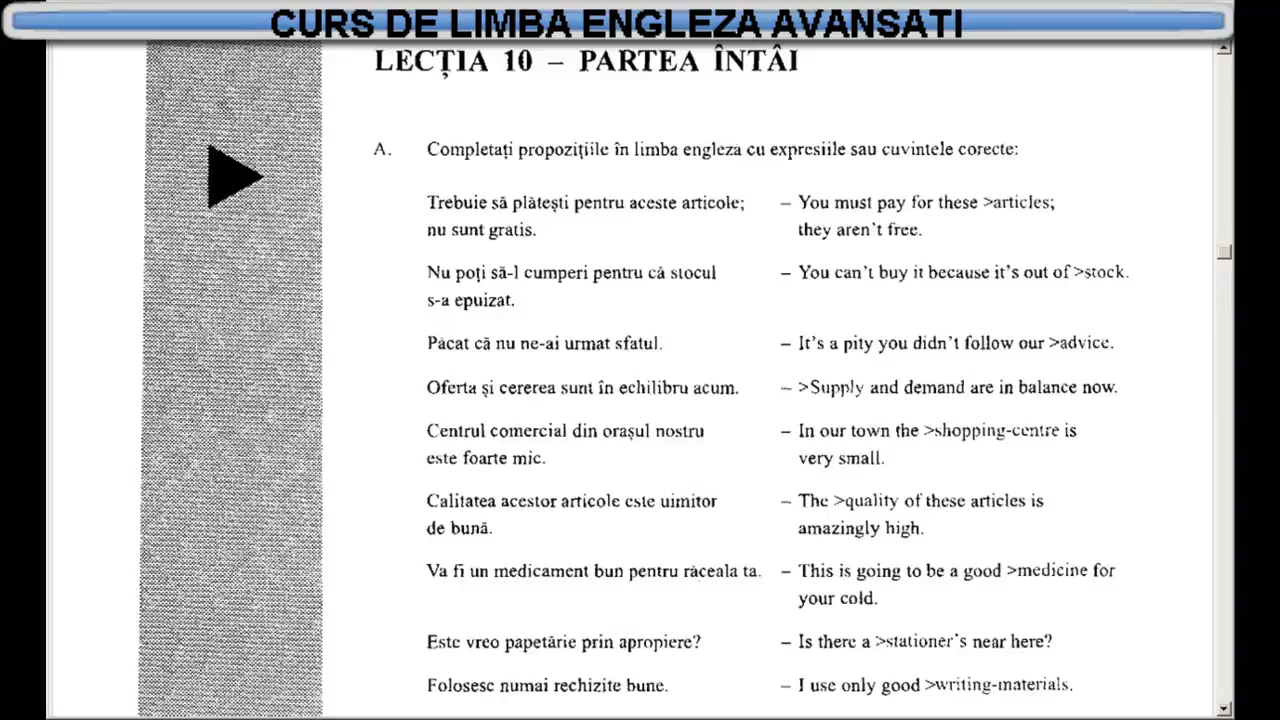 CURS DE LIMBA ENGLEZA AVANSATI
LECȚIA 10 – PARTEA ÎNTÂI
A. Completați propozițiile în limba engleză cu expresiile sau cuvintele corecte:
Trebuie să plătești pentru aceste articole; – You must pay for these >articles;
nu sunt gratis. they aren't free.
Nu poți să-l cumperi pentru că stocul – You can't buy it because it's out of >stock.
s-a epuizat.
Păcat că nu ne-ai urmat sfatul. – It's a pity you didn't follow our >advice.
Oferta și cererea sunt în echilibru acum. – >Supply and demand are in balance now.
Centrul comercial din orașul nostru – In our town the >shopping-centre is
este foarte mic. very small.
Calitatea acestor articole este uimitor – The >quality of these articles is
de bună. amazingly high.
Va fi un medicament bun pentru răceala ta. – This is going to be a good >medicine for
your cold.
Este vreo papetărie prin apropiere? – Is there a >stationer's near here?
Folosesc numai rechizite bune. – I use only good >writing-materials.